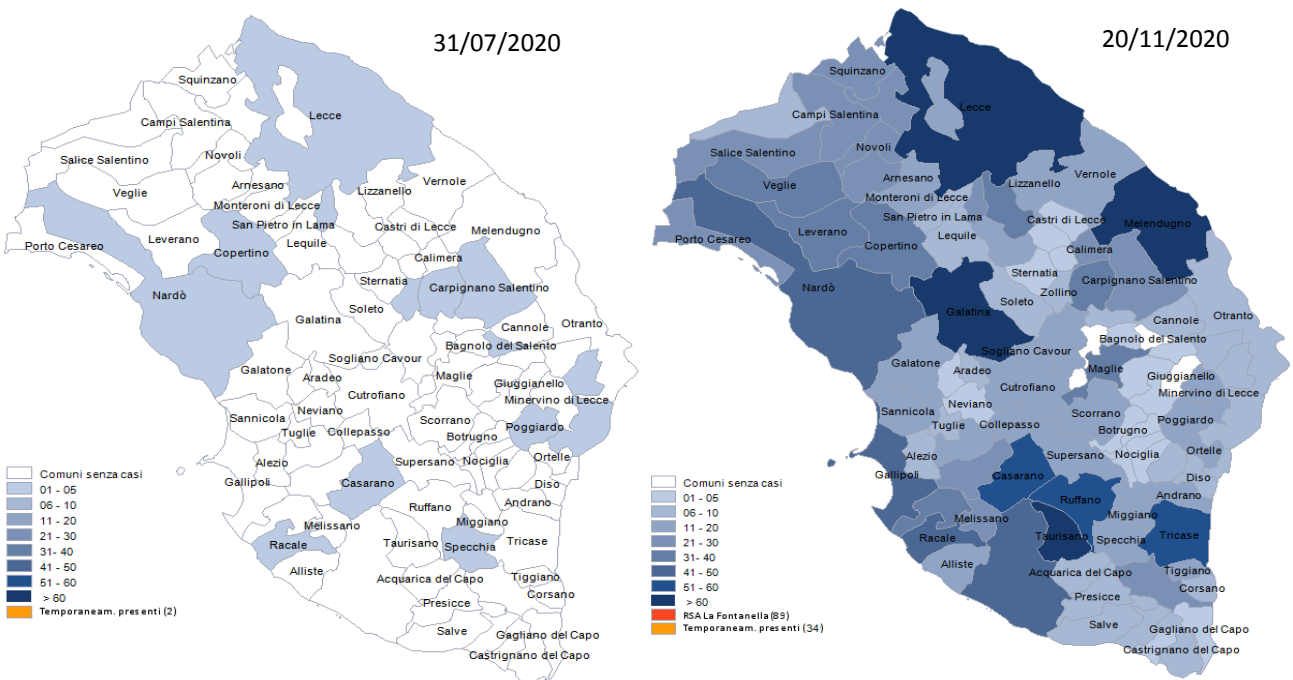 31/07/2020
Squinzano
Lecce
Campi Salentina
Novoli
Salice Salentino
Arnesano
Vernole
Lizzanello
Veglie
Monteroni di Lecce
San Pietro in Lama
Castri di Lecce
Melendugno
Leverano
Lequile
Porto Cesareo
Copertino
Calimera
Sternatia
Carpignano Salentino
Nardò
Soleto
Galatina
Cannole
Otranto
Bagnolo del Salento
Sogliano Cavour
Galatone
Aradeo
Maglie
Giuggianello
Cutrofiano
Minervino di Lecce
Neviano
Sannicola
Scorrano
Poggiardo
Tuglie
Collepasso
Botrugno
Ortelle
Alezio
Supersano
Nociglia
Gallipoli
Casarano
Diso
Andrano
Ruffano
Melissano
Miggiano
Racale
Taurisano
Specchia
Tricase
Alliste
Acquarica del Capo
Tiggiano
Corsano
Presicce
Salve
Gagliano del Capo
Castrignano del Capo
Comuni senza casi
01 - 05
06 - 10
11 - 20
21 - 30
31- 40
41 - 50
51 - 60
> 60
Temporaneam. presenti (2)
20/11/2020
Squinzano
Lecce
Campi Salentina
Novoli
Salice Salentino
Arnesano
Vernole
Lizzanello
Veglie
Monteroni di Lecce
San Pietro in Lama
Castri di Lecce
Melendugno
Leverano
Lequile
Porto Cesareo
Copertino
Calimera
Sternatia
Carpignano Salentino
Nardò
Zollino
Soleto
Galatina
Cannole
Otranto
Bagnolo del Salento
Sogliano Cavour
Galatone
Aradeo
Maglie
Giuggianello
Cutrofiano
Minervino di Lecce
Neviano
Sannicola
Scorrano
Poggiardo
Tuglie
Collepasso
Botrugno
Ortelle
Alezio
Supersano
Nociglia
Gallipoli
Casarano
Diso
Andrano
Ruffano
Melissano
Miggiano
Racale
Taurisano
Specchia
Tricase
Alliste
Acquarica del Capo
Tiggiano
Corsano
Presicce
Salve
Gagliano del Capo
Castrignano del Capo
Comuni senza casi
01 - 05
06 - 10
11 - 20
21 - 30
31- 40
41 - 50
51 - 60
> 60
RSA La Fontanella (89)
Temporaneam. presenti (34)